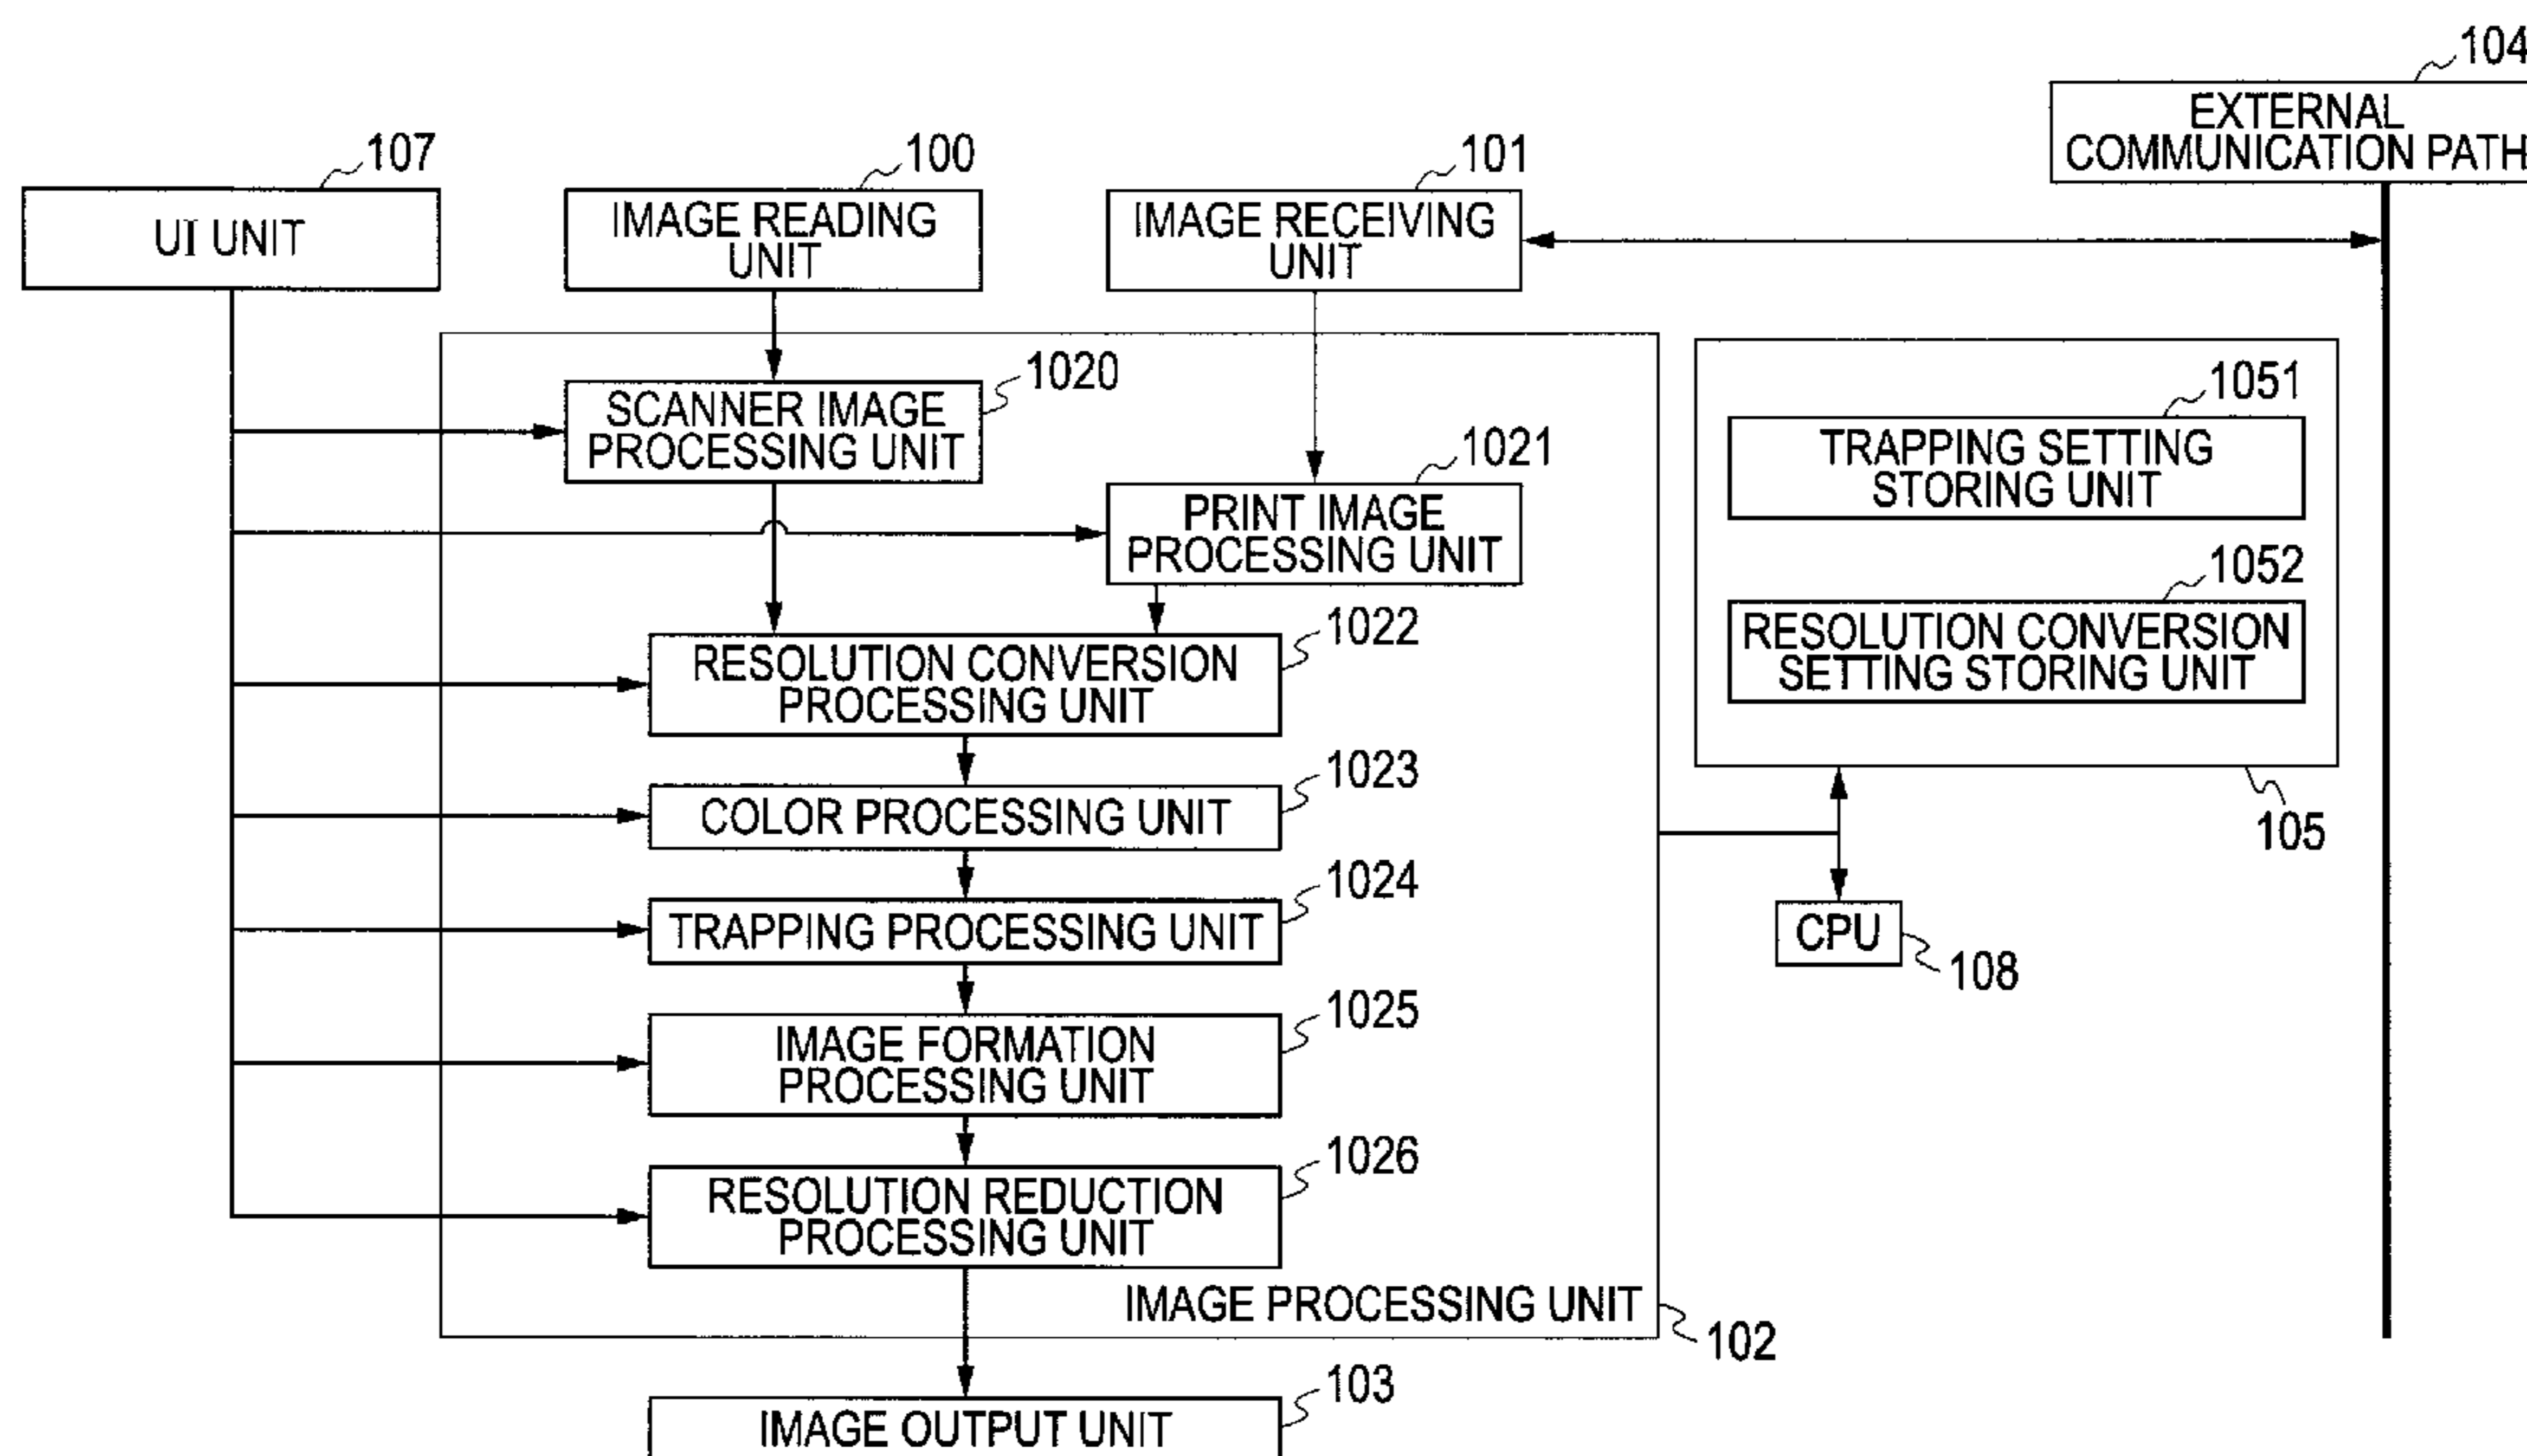 104
EXTERNAL
COMMUNICATION PATH
107
100
101
UI UNIT
IMAGE READING
UNIT
IMAGE RECEIVING
UNIT
1020
SCANNER IMAGE
PROCESSING UNIT
1021
PRINT IMAGE
PROCESSING UNIT
1051
TRAPPING SETTING
STORING UNIT
1052
RESOLUTION CONVERSION
SETTING STORING UNIT
105
1022
RESOLUTION CONVERSION
PROCESSING UNIT
1023
COLOR PROCESSING UNIT
1024
TRAPPING PROCESSING UNIT
CPU
108
1025
IMAGE FORMATION
PROCESSING UNIT
1026
RESOLUTION REDUCTION
PROCESSING UNIT
IMAGE PROCESSING UNIT
102
103
IMAGE OUTPUT UNIT